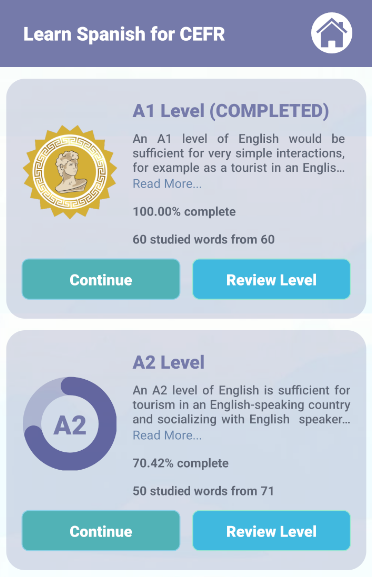 Learn Spanish for CEFR
A1 Level (COMPLETED)
An A1 level of English would be
sufficient for very simple interactions,
for example as a tourist in an Englis...
Read More...
100.00% complete
60 studied words from 60
Continue
Review Level
A2 Level
A2
An A2 level of English is sufficient for
tourism in an English-speaking country
and socializing with English speaker...
Read More...
70.42% complete
50 studied words from 71
Continue
Review Level